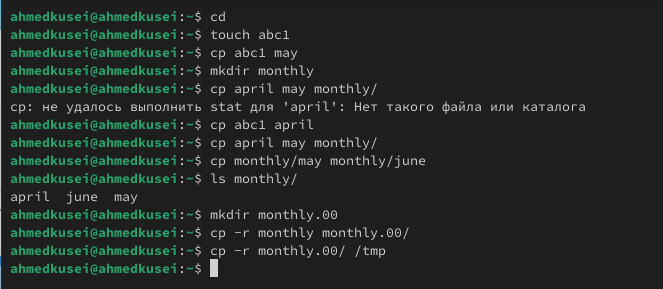 ahmedkusei@ahmedkusei:~$ cd
ahmedkusei@ahmedkusei:~$ touch abc1
ahmedkusei@ahmedkusei:~$ cp abc1 may
ahmedkusei@ahmedkusei:~$ mkdir monthly
ahmedkusei@ahmedkusei:~$ cp april may monthly/
cp: не удалось выполнить stat для 'april': Нет такого файла или каталога
ahmedkusei@ahmedkusei:~$ cp abc1 april
ahmedkusei@ahmedkusei:~$ cp april may monthly/
ahmedkusei@ahmedkusei:~$ cp monthly/may monthly/june
ahmedkusei@ahmedkusei:~$ ls monthly/
april  june  may
ahmedkusei@ahmedkusei:~$ mkdir monthly.00
ahmedkusei@ahmedkusei:~$ cp -r monthly monthly.00/
ahmedkusei@ahmedkusei:~$ cp -r monthly.00/ /tmp
ahmedkusei@ahmedkusei:~$